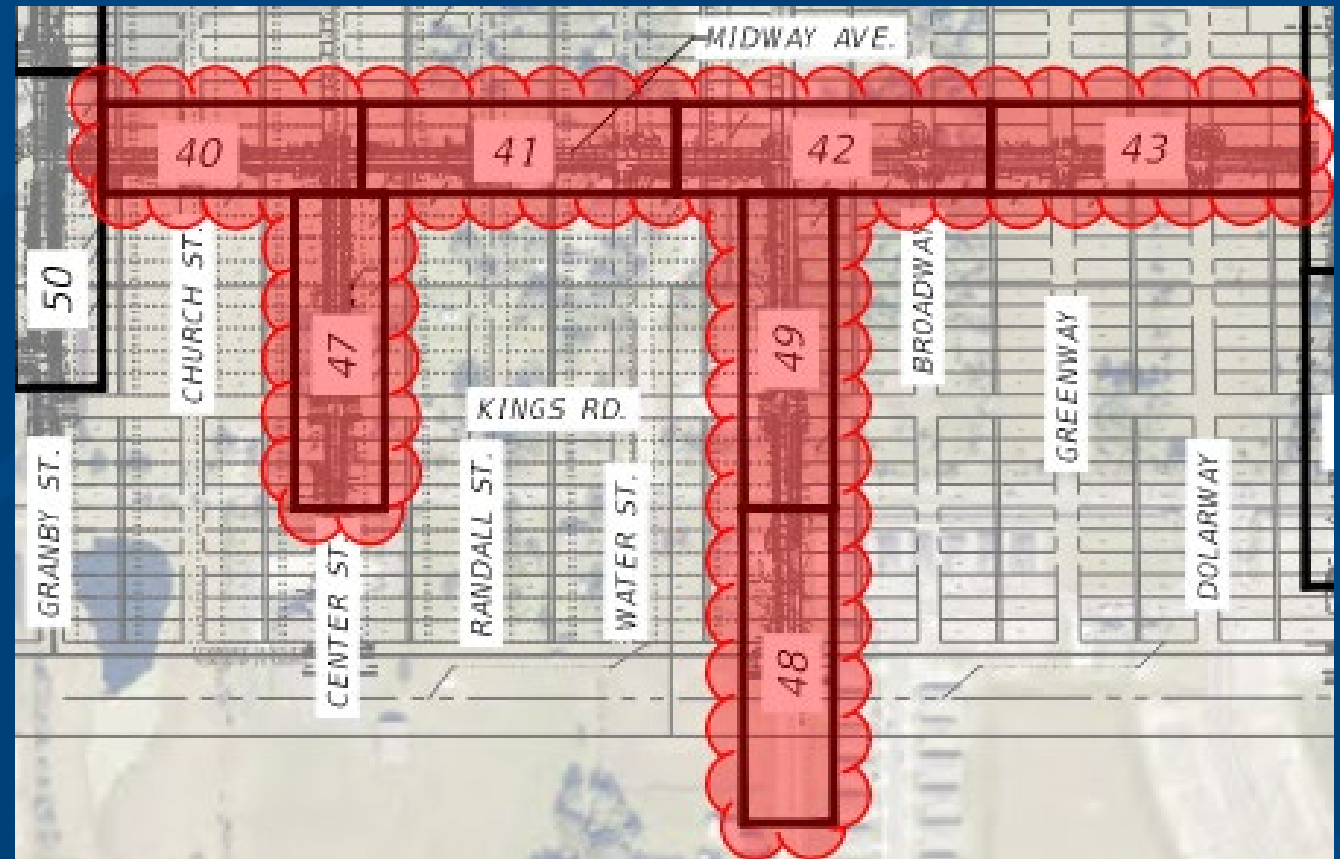 MIDWAY AVE.
40
41
42
43
50
CHURCH ST.
47
49
BROADWAY
GREENWAY
KINGS RD.
GRANBY ST.
RANDALL ST.
WATER ST.
DOLARWAY
CENTER ST
48